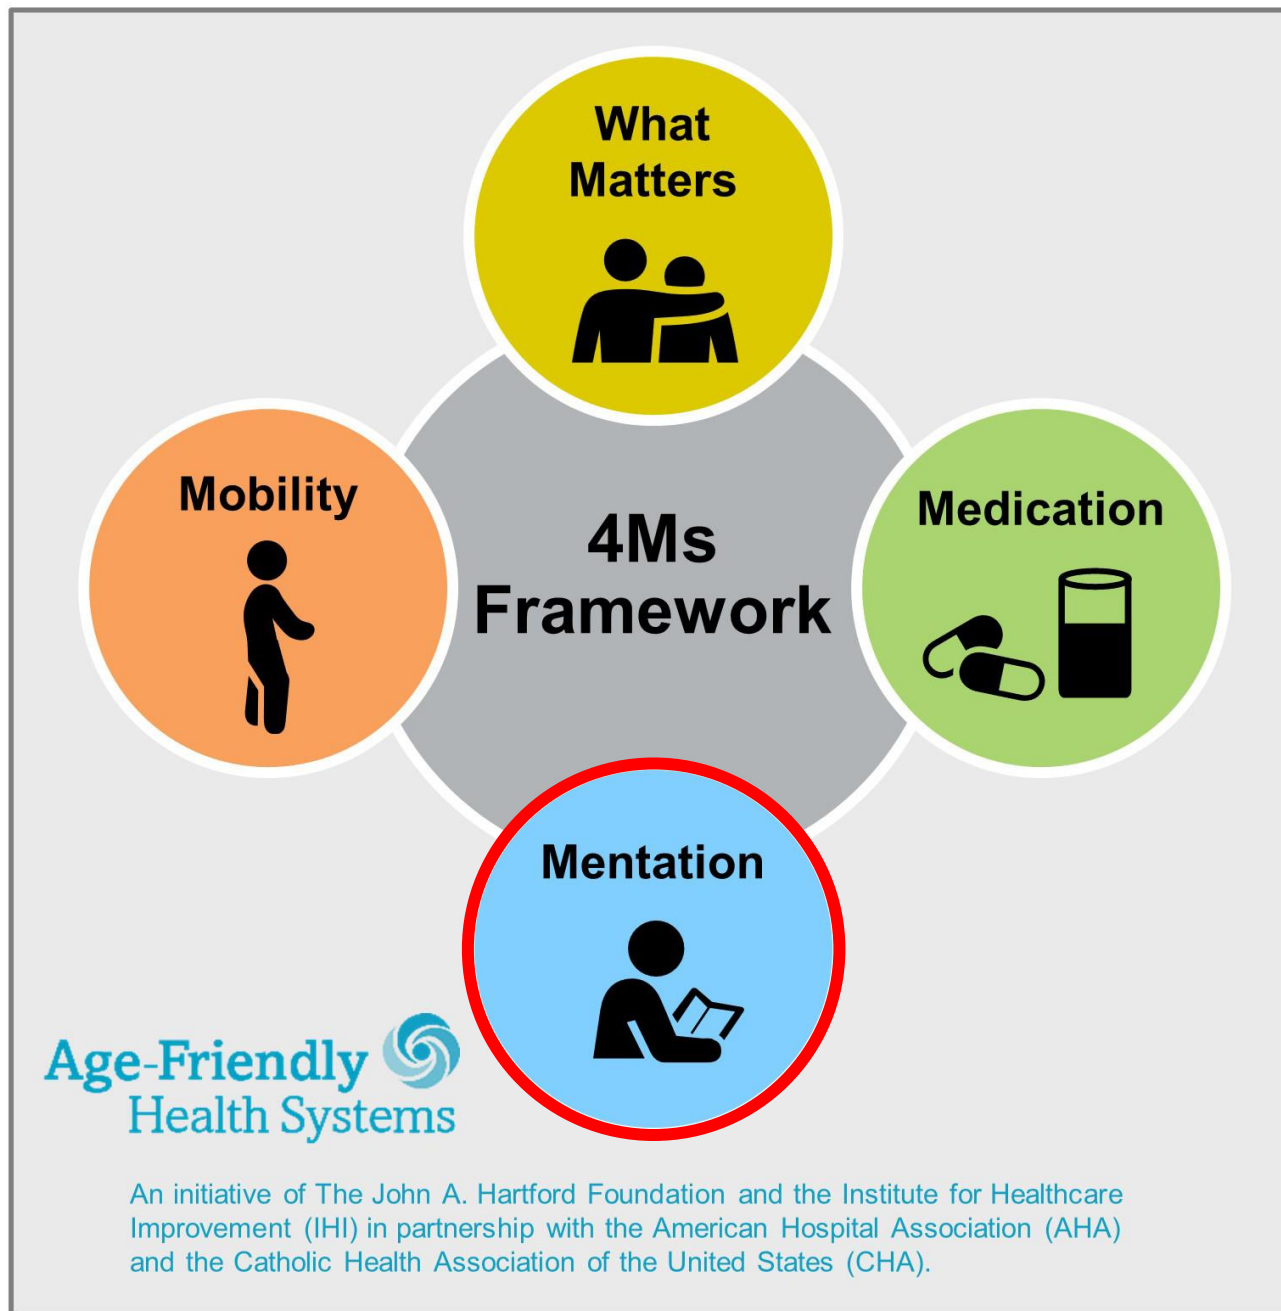 What
Matters
Mobility
Medication
4Ms
Framework
Mentation
Age-Friendly
Health Systems
An initiative of The John A. Hartford Foundation and the Institute for Healthcare
Improvement (IHI) in partnership with the American Hospital Association (AHA)
and the Catholic Health Association of the United States (CHA).